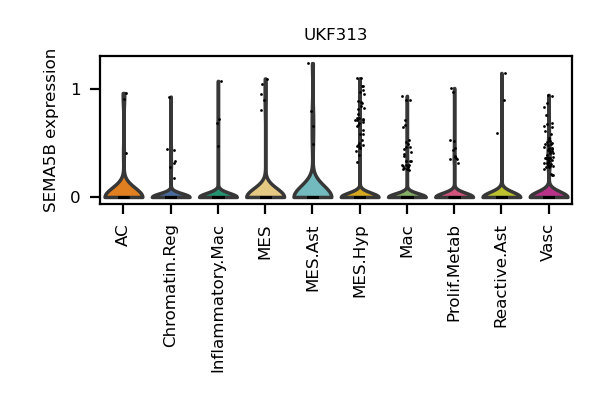 UKF313
SEMA5B expression
1
0
AC
Chromatin.Reg
Inflammatory.Mac
MES
MES.Ast
MES.Hyp
Mac
Prolif.Metab
Reactive.Ast
Vasc